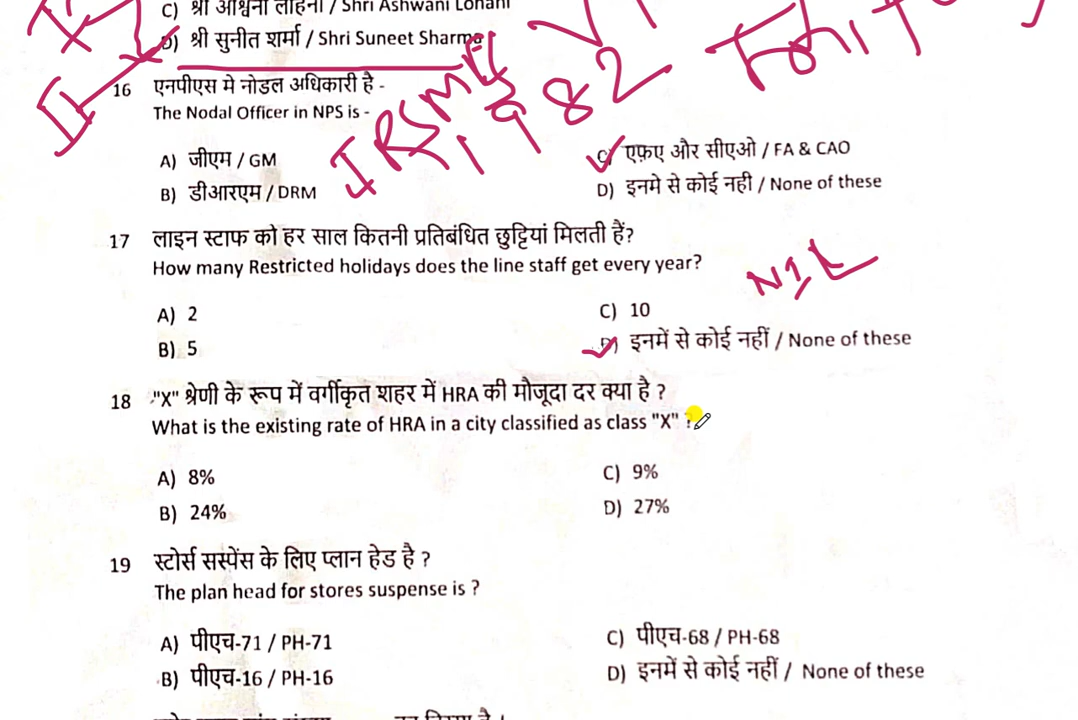 C) श्री अश्विनी लोहनी / Shri Ashwani Lohani
D) श्री सुनीत शर्मा / Shri Suneet Sharma
IRSME
1982
16 एनपीएस मे नोडल अधिकारी है -
The Nodal Officer in NPS is -
A) जीएम / GM
B) डीआरएम / DRM
C) एफ़ए और सीएओ / FA & CAO
D) इनमे से कोई नही / None of these
17 लाइन स्टाफ को हर साल कितनी प्रतिबंधित छुट्टियां मिलती हैं?
How many Restricted holidays does the line staff get every year?
NIL
A) 2
B) 5
C) 10
D) इनमें से कोई नहीं / None of these
18 "X" श्रेणी के रूप में वर्गीकृत शहर में HRA की मौजूदा दर क्या है ?
What is the existing rate of HRA in a city classified as class "X" ?
A) 8%
B) 24%
C) 9%
D) 27%
19 स्टोर्स सस्पेंस के लिए प्लान हेड है ?
The plan head for stores suspense is ?
A) पीएच-71 / PH-71
B) पीएच-16 / PH-16
C) पीएच-68 / PH-68
D) इनमें से कोई नहीं / None of these